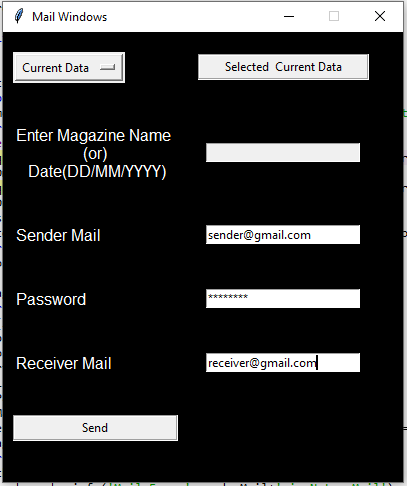 Mail Windows
Current Data
Selected Current Data
Enter Magazine Name
(or)
Date(DD/MM/YYYY)
Sender Mail
sender@gmail.com
Password
********
Receiver Mail
receiver@gmail.com
Send